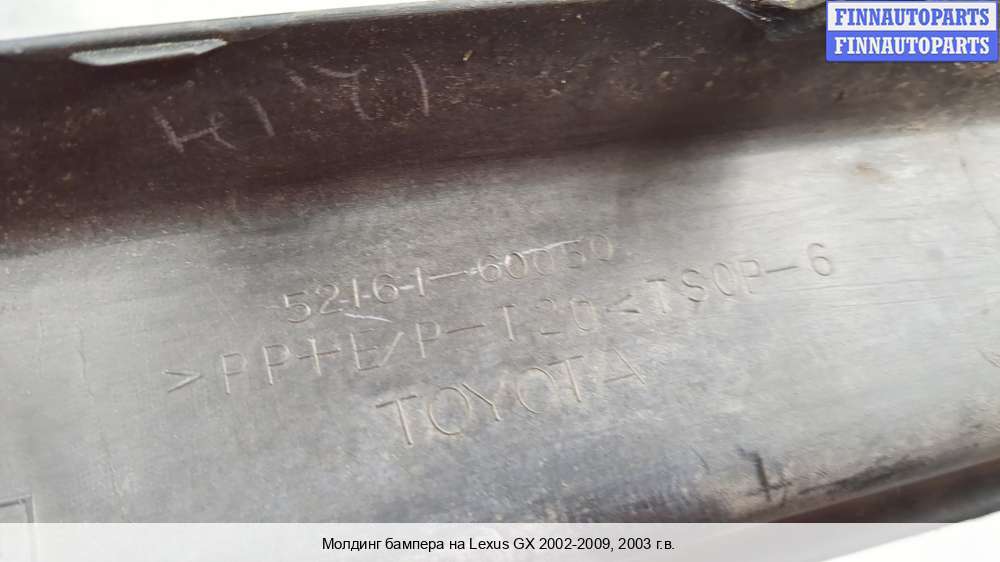 FINNAUTOPARTS
FINNAUTOPARTS
52161-60050
>PP+E/P-T20<TSOP-6
TOYOTA
Молдинг бампера на Lexus GX 2002-2009, 2003 г.в.